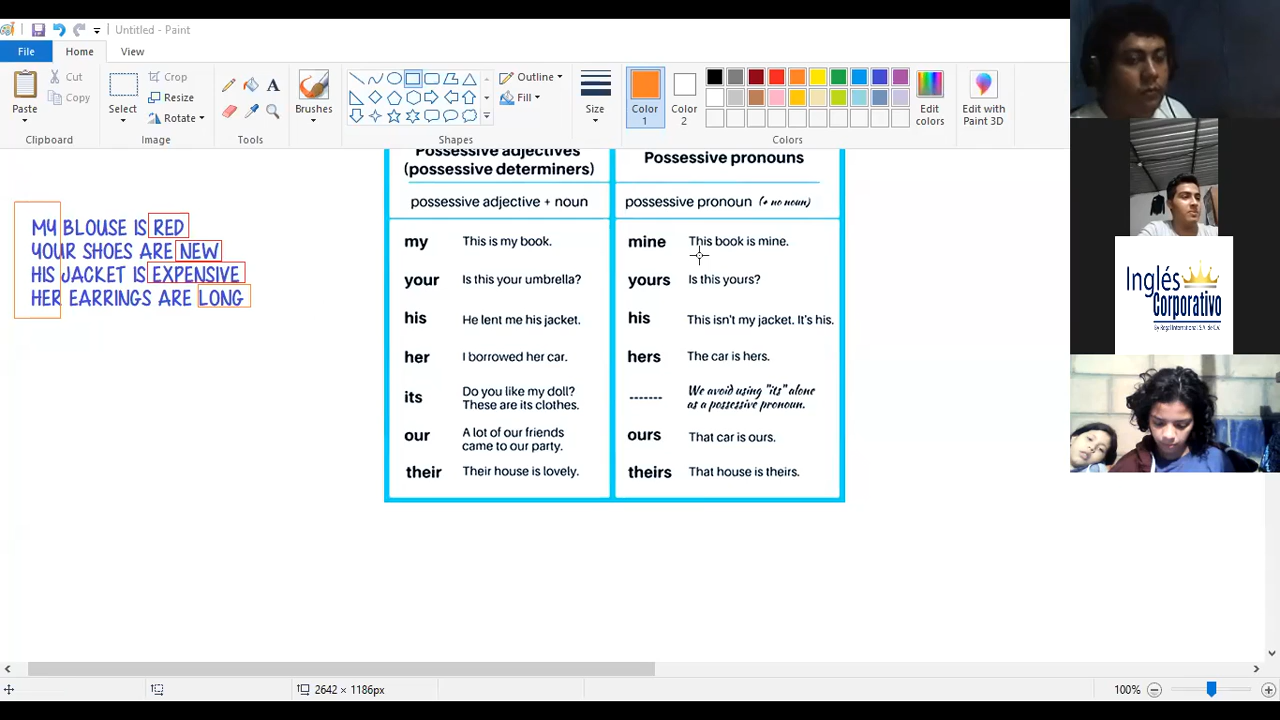 Untitled - Paint
File Home View
Paste
Cut
Copy
Clipboard
Select
Crop
Resize
Rotate
Image
Tools
Brushes
Shapes
Outline
Fill
Size
Color 1
Color 2
Edit colors
Edit with Paint 3D
Colors
MY BLOUSE IS RED
YOUR SHOES ARE NEW
HIS JACKET IS EXPENSIVE
HER EARRINGS ARE LONG
Possessive adjectives
(possessive determiners)
Possessive pronouns
possessive adjective + noun
possessive pronoun (+ no noun)
my This is my book. mine This book is mine.
your Is this your umbrella? yours Is this yours?
his He lent me his jacket. his This isn't my jacket. It's his.
her I borrowed her car. hers The car is hers.
its Do you like my doll? These are its clothes. ------- We avoid using "its" alone as a possessive pronoun.
our A lot of our friends came to our party. ours That car is ours.
their Their house is lovely. theirs That house is theirs.
Inglés
Corporativo
By Regal International S.A. de C.V.
2642 × 1186px
100%